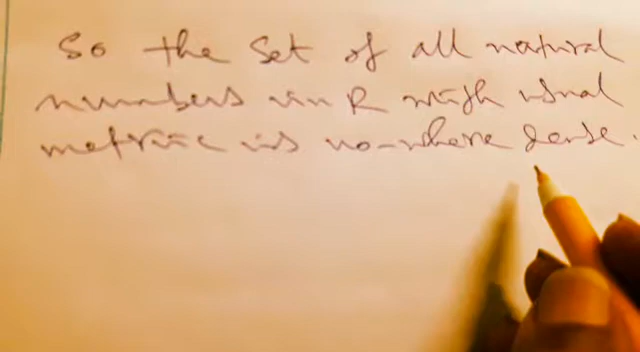 So the set of all natural
numbers in R with usual
metric is no-where dense.